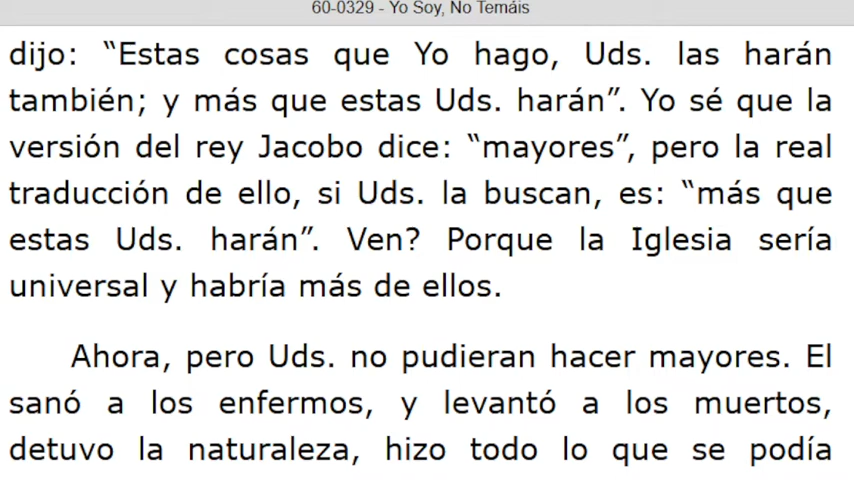 60-0329 - Yo Soy, No Temáis
dijo: “Estas cosas que Yo hago, Uds. las harán
también; y más que estas Uds. harán”. Yo sé que la
versión del rey Jacobo dice: “mayores”, pero la real
traducción de ello, si Uds. la buscan, es: “más que
estas Uds. harán”. Ven? Porque la Iglesia sería
universal y habría más de ellos.
Ahora, pero Uds. no pudieran hacer mayores. El
sanó a los enfermos, y levantó a los muertos,
detuvo la naturaleza, hizo todo lo que se podía